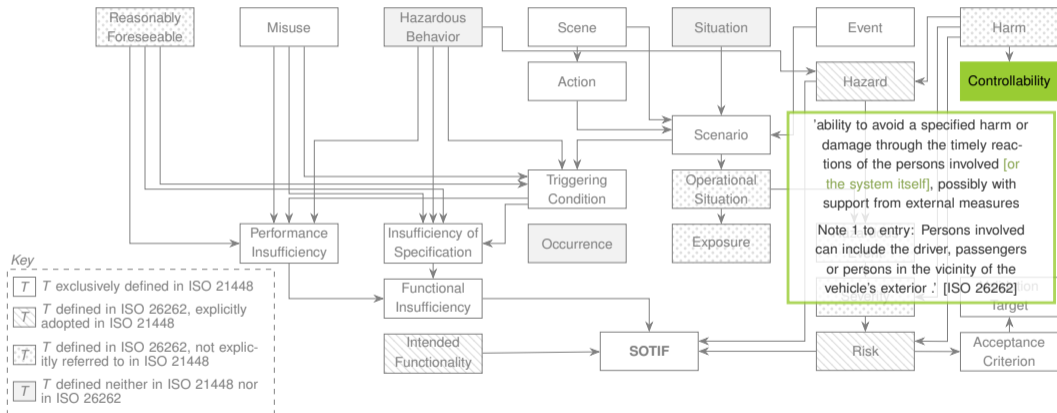 Reasonably
Foreseeable
Misuse
Hazardous
Behavior
Scene
Situation
Event
Harm
Action
Hazard
Controllability
Scenario
'ability to avoid a specified harm or
damage through the timely reac-
tions of the persons involved [or
the system itself], possibly with
support from external measures
Note 1 to entry: Persons involved
can include the driver, passengers
or persons in the vicinity of the
vehicle's exterior .' [ISO 26262]
Triggering
Condition
Operational
Situation
Performance
Insufficiency
Insufficiency of
Specification
Occurrence
Exposure
Functional
Insufficiency
Severity
Target
Intended
Functionality
SOTIF
Risk
Acceptance
Criterion
Key
T T exclusively defined in ISO 21448
T T defined in ISO 26262, explicitly
adopted in ISO 21448
T T defined in ISO 26262, not explic-
itly referred to in ISO 21448
T T defined neither in ISO 21448 nor
in ISO 26262